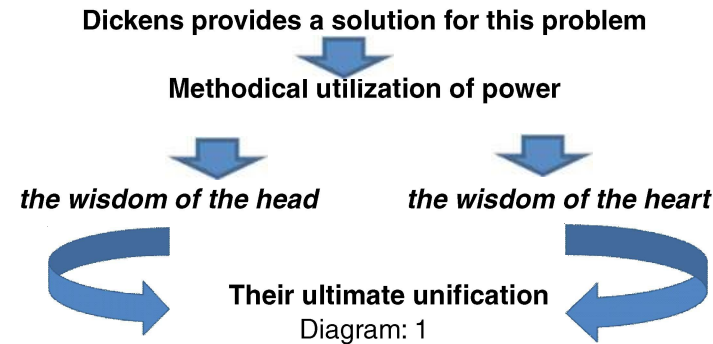 Dickens provides a solution for this problem
Methodical utilization of power
the wisdom of the head
the wisdom of the heart
Their ultimate unification
Diagram: 1